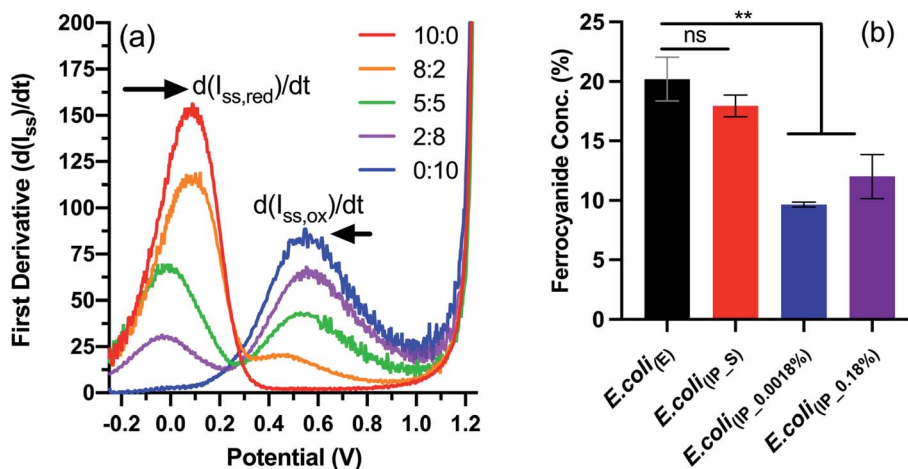 (a)
First Derivative (d(Iss)/dt)
200
175
150
125
100
75
50
25
0
d(Iss,red)/dt
d(Iss,ox)/dt
10:0
8:2
5:5
2:8
0:10
-0.2 0.0 0.2 0.4 0.6 0.8 1.0 1.2
Potential (V)
(b)
Ferrocyanide Conc. (%)
25
20
15
10
5
0
**
ns
E.coli(E)
E.coli(IP_S)
E.coli(IP_0.0018%)
E.coli(IP_0.18%)